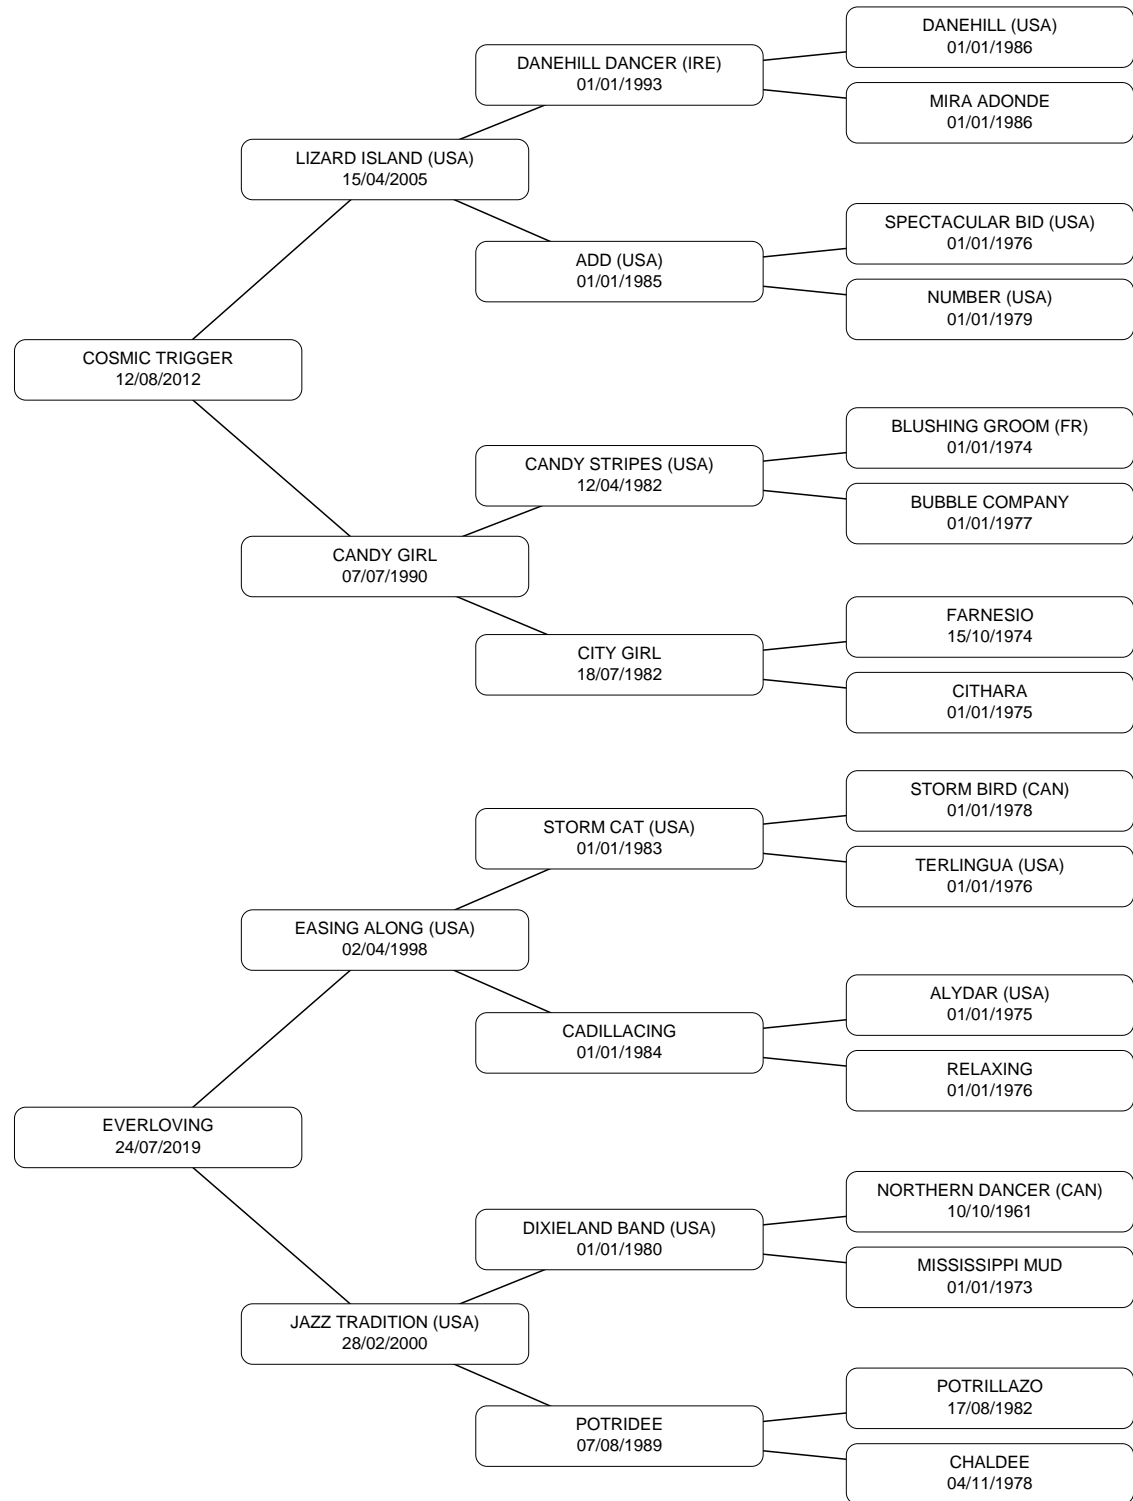 DANEHILL (USA)
01/01/1986
DANEHILL DANCER (IRE)
01/01/1993
MIRA ADONDE
01/01/1986
LIZARD ISLAND (USA)
15/04/2005
SPECTACULAR BID (USA)
01/01/1976
ADD (USA)
01/01/1985
NUMBER (USA)
01/01/1979
COSMIC TRIGGER
12/08/2012
BLUSHING GROOM (FR)
01/01/1974
CANDY STRIPES (USA)
12/04/1982
BUBBLE COMPANY
01/01/1977
CANDY GIRL
07/07/1990
FARNESIO
15/10/1974
CITY GIRL
18/07/1982
CITHARA
01/01/1975
STORM BIRD (CAN)
01/01/1978
STORM CAT (USA)
01/01/1983
TERLINGUA (USA)
01/01/1976
EASING ALONG (USA)
02/04/1998
ALYDAR (USA)
01/01/1975
CADILLACING
01/01/1984
RELAXING
01/01/1976
EVERLOVING
24/07/2019
NORTHERN DANCER (CAN)
10/10/1961
DIXIELAND BAND (USA)
01/01/1980
MISSISSIPPI MUD
01/01/1973
JAZZ TRADITION (USA)
28/02/2000
POTRILLAZO
17/08/1982
POTRIDEE
07/08/1989
CHALDEE
04/11/1978